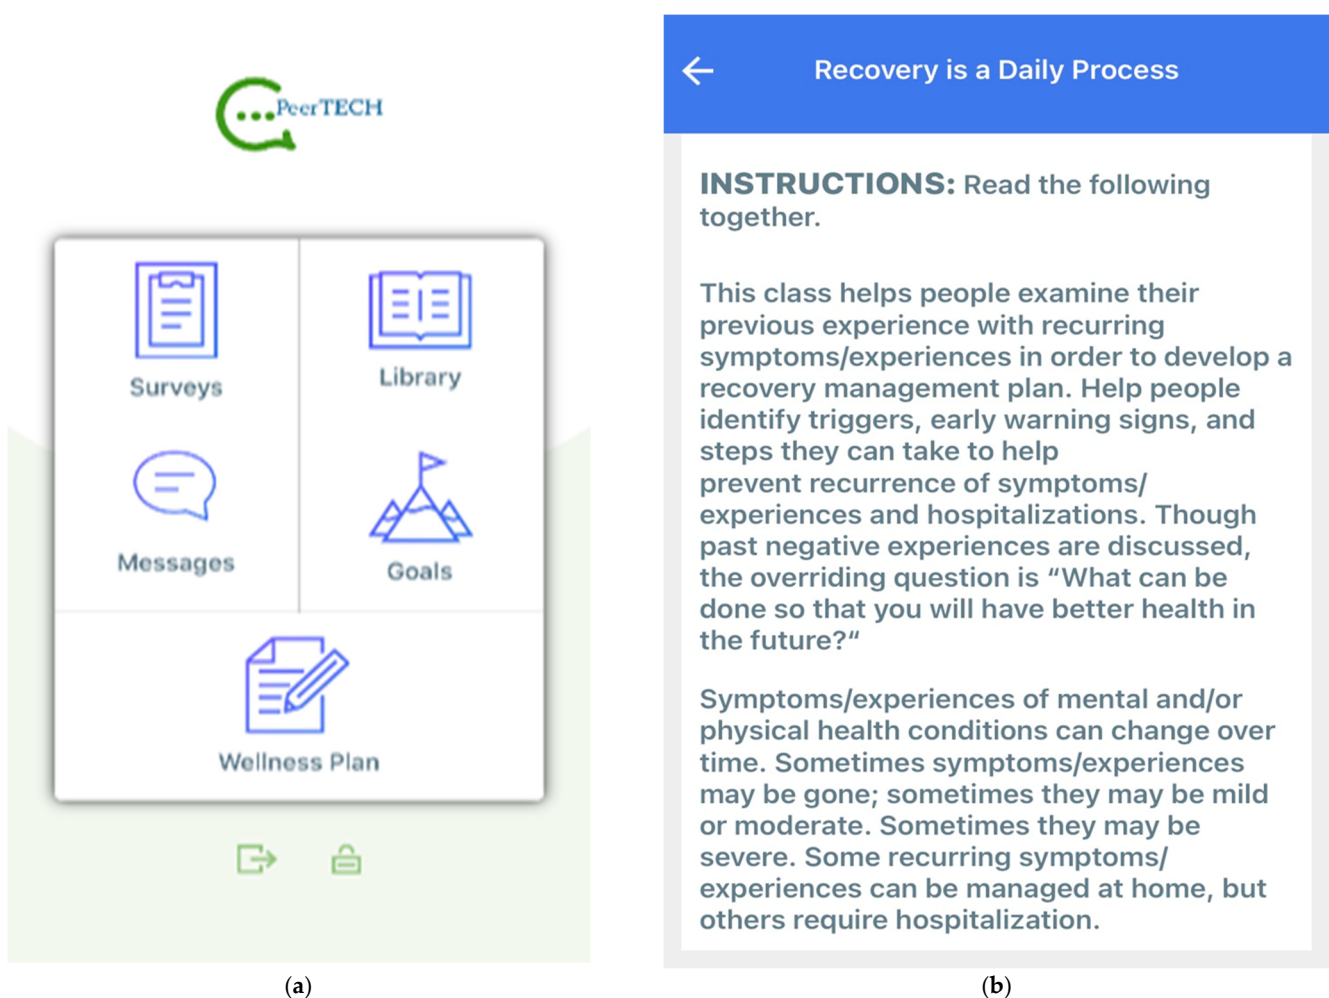 PeerTECH
Surveys
Library
Messages
Goals
Wellness Plan
(a)
Recovery is a Daily Process
INSTRUCTIONS: Read the following
together.
This class helps people examine their
previous experience with recurring
symptoms/experiences in order to develop a
recovery management plan. Help people
identify triggers, early warning signs, and
steps they can take to help
prevent recurrence of symptoms/
experiences and hospitalizations. Though
past negative experiences are discussed,
the overriding question is “What can be
done so that you will have better health in
the future?“
Symptoms/experiences of mental and/or
physical health conditions can change over
time. Sometimes symptoms/experiences
may be gone; sometimes they may be mild
or moderate. Sometimes they may be
severe. Some recurring symptoms/
experiences can be managed at home, but
others require hospitalization.
(b)